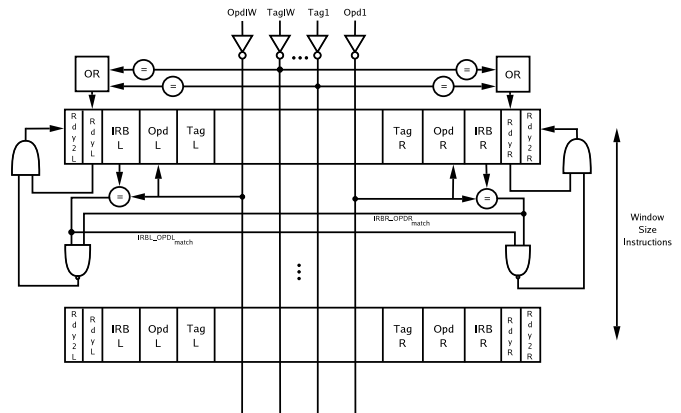 OpdIW TagIW Tag1 Opd1
OR = = OR
= =
Rdy2L RdyL IRB L Opd L Tag L Tag R Opd R IRB R RdyR Rdy2R
= =
IRBR_OPDR match
IRBL_OPDL match
Window
Size
Instructions
Rdy2L RdyL IRB L Opd L Tag L Tag R Opd R IRB R RdyR Rdy2R